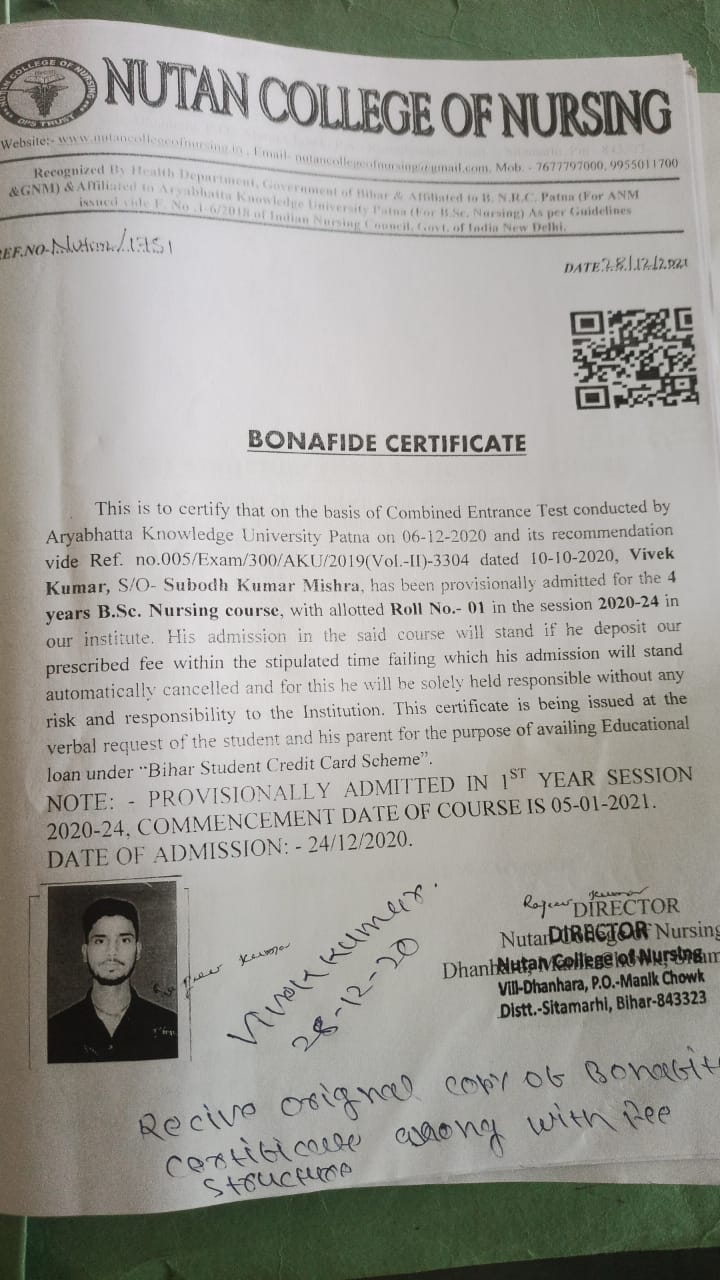 NUTAN COLLEGE OF NURSING
Website:- www.nutancollegeofnursing.in , Email- nutancollegeofnursing@gmail.com, Mob. - 7677797000, 9955011700
Recognized By Health Department, Government of Bihar & Affiliated to B. N.R.C. Patna (For ANM
&GNM) & Affiliated to Aryabhatta Knowledge University Patna (For B.Sc. Nursing) As per Guidelines
issued vide F. No .1-6/2018 of Indian Nursing Council, Govt. of India New Delhi.
EF.NO-Nutan/1751
DATE 28/12/2021
BONAFIDE CERTIFICATE
This is to certify that on the basis of Combined Entrance Test conducted by
Aryabhatta Knowledge University Patna on 06-12-2020 and its recommendation
vide Ref. no.005/Exam/300/AKU/2019(Vol.-II)-3304 dated 10-10-2020, Vivek
Kumar, S/O- Subodh Kumar Mishra, has been provisionally admitted for the 4
years B.Sc. Nursing course, with allotted Roll No.- 01 in the session 2020-24 in
our institute. His admission in the said course will stand if he deposit our
prescribed fee within the stipulated time failing which his admission will stand
automatically cancelled and for this he will be solely held responsible without any
risk and responsibility to the Institution. This certificate is being issued at the
verbal request of the student and his parent for the purpose of availing Educational
loan under “Bihar Student Credit Card Scheme”.
NOTE: - PROVISIONALLY ADMITTED IN 1ST YEAR SESSION
2020-24, COMMENCEMENT DATE OF COURSE IS 05-01-2021.
DATE OF ADMISSION: - 24/12/2020.
Rajeev Kumar
DIRECTOR
Nutan Nursing
DIRECTOR
Nutan College of Nursing
Vill-Dhanhara, P.O.-Manik Chowk
Distt.-Sitamarhi, Bihar-843323
Kumar
Vivek Kumar.
28-12-20
Recive orignal copy of Bonafit
certificate along with Fee
structure